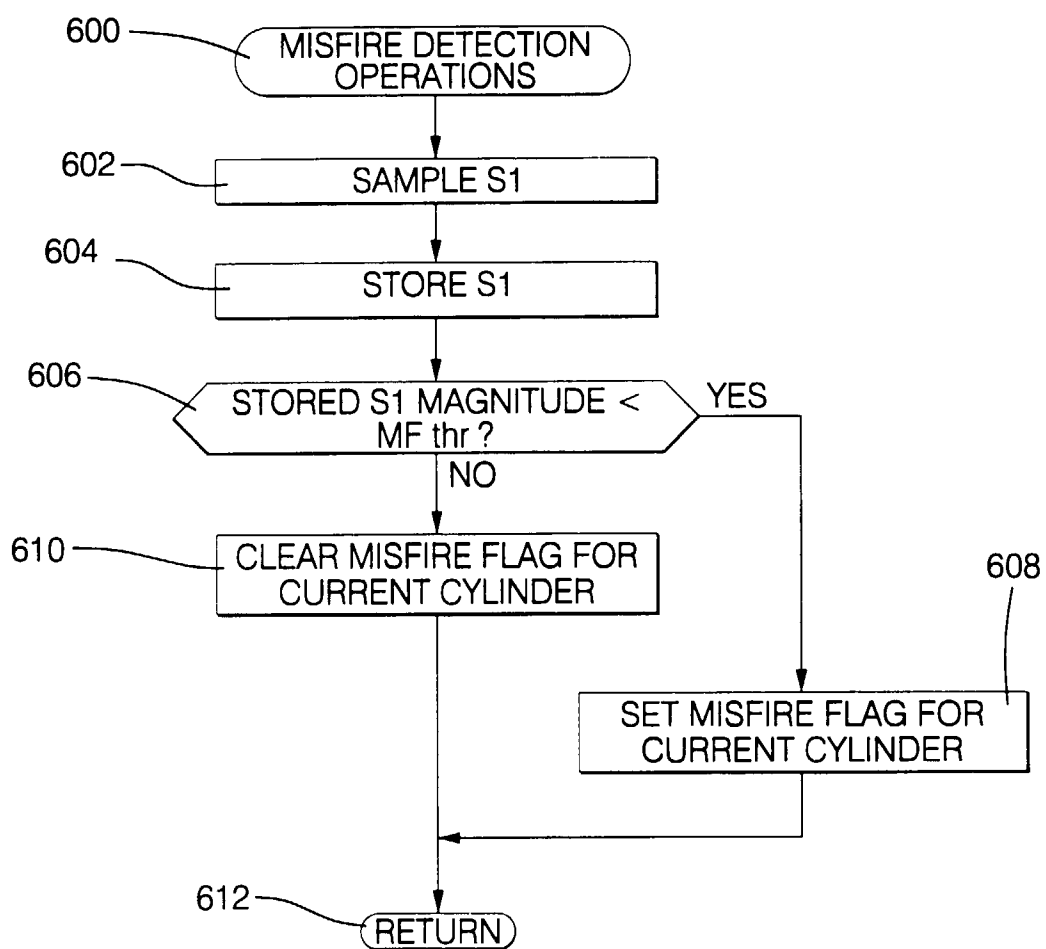 600
MISFIRE DETECTION
OPERATIONS
602
SAMPLE S1
604
STORE S1
606
STORED S1 MAGNITUDE <
MF thr ?
YES
NO
610
CLEAR MISFIRE FLAG FOR
CURRENT CYLINDER
608
SET MISFIRE FLAG FOR
CURRENT CYLINDER
612
RETURN